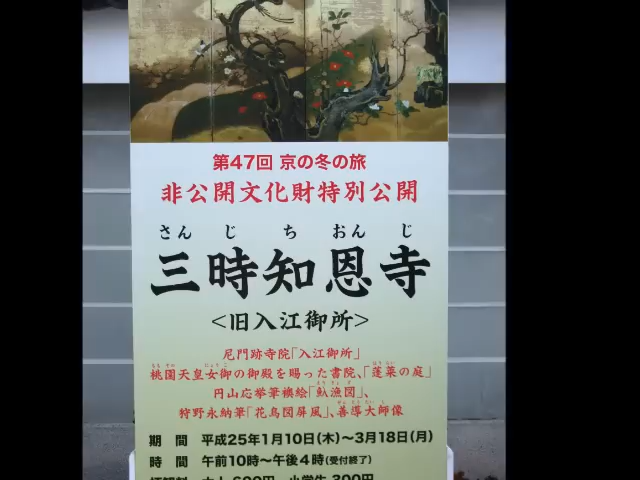 第47回 京の冬の旅
非公開文化財特別公開
さん じ ち おん じ
三時知恩寺
<旧入江御所>
尼門跡寺院「入江御所」
桃園天皇女御の御殿を賜った書院、「蓬莱の庭」
円山応挙筆襖絵「魞漁図」、
狩野永納筆「花鳥図屏風」、善導大師像
期 間 平成25年1月10日(木)〜3月18日(月)
時 間 午前10時〜午後4時(受付終了)